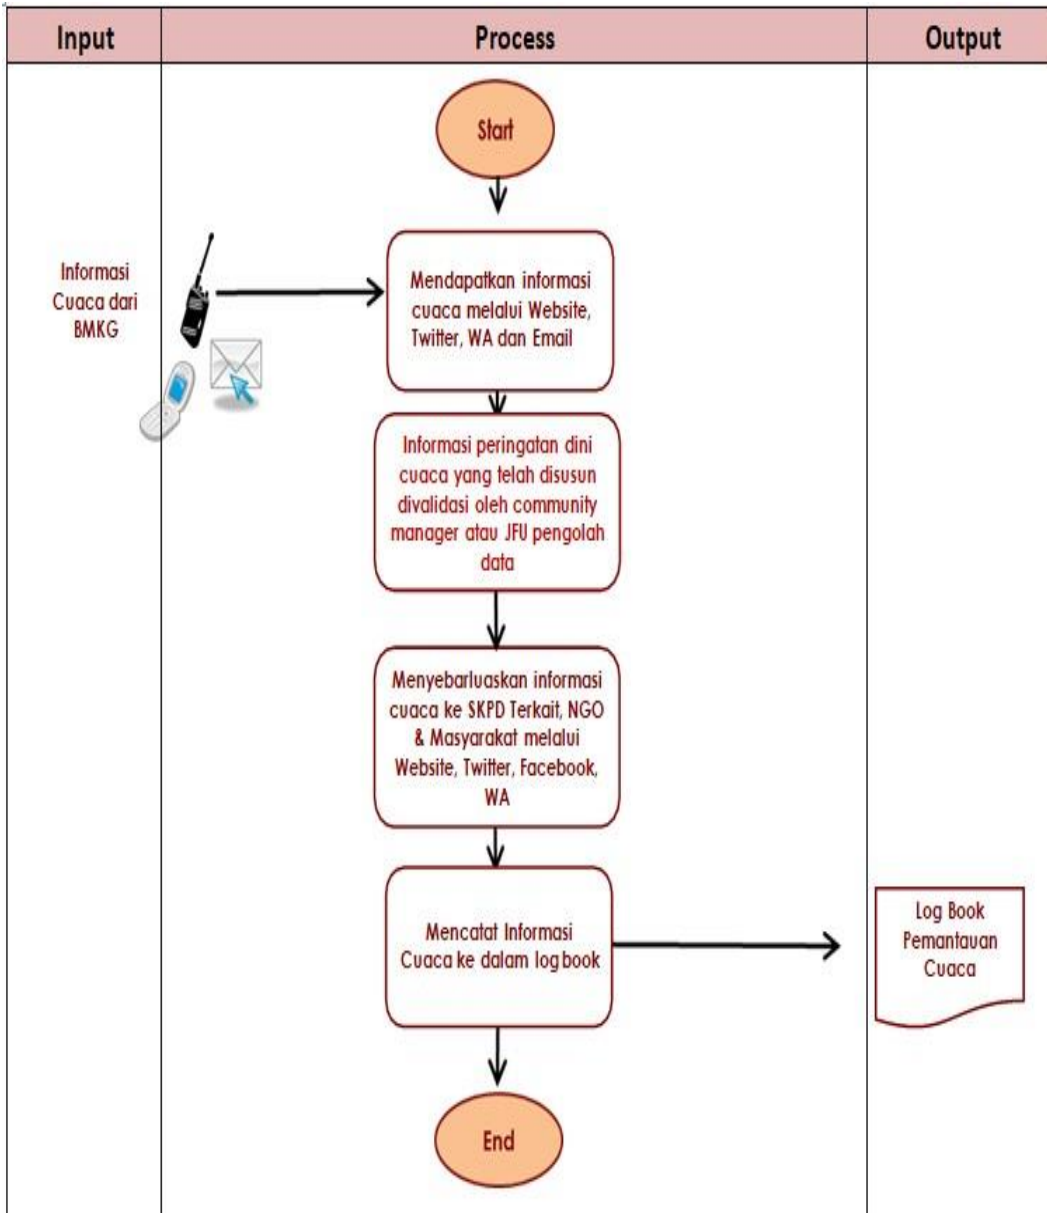 Input
Process
Output
Start
Informasi
Cuaca dari
BMKG
Mendapatkan informasi
cuaca melalui Website,
Twitter, WA dan Email
Informasi peringatan dini
cuaca yang telah disusun
divalidasi oleh community
manager atau JFU pengolah
data
Menyebarluaskan informasi
cuaca ke SKPD Terkait, NGO
& Masyarakat melalui
Website, Twitter, Facebook,
WA
Mencatat Informasi
Cuaca ke dalam log book
Log Book
Pemantauan
Cuaca
End